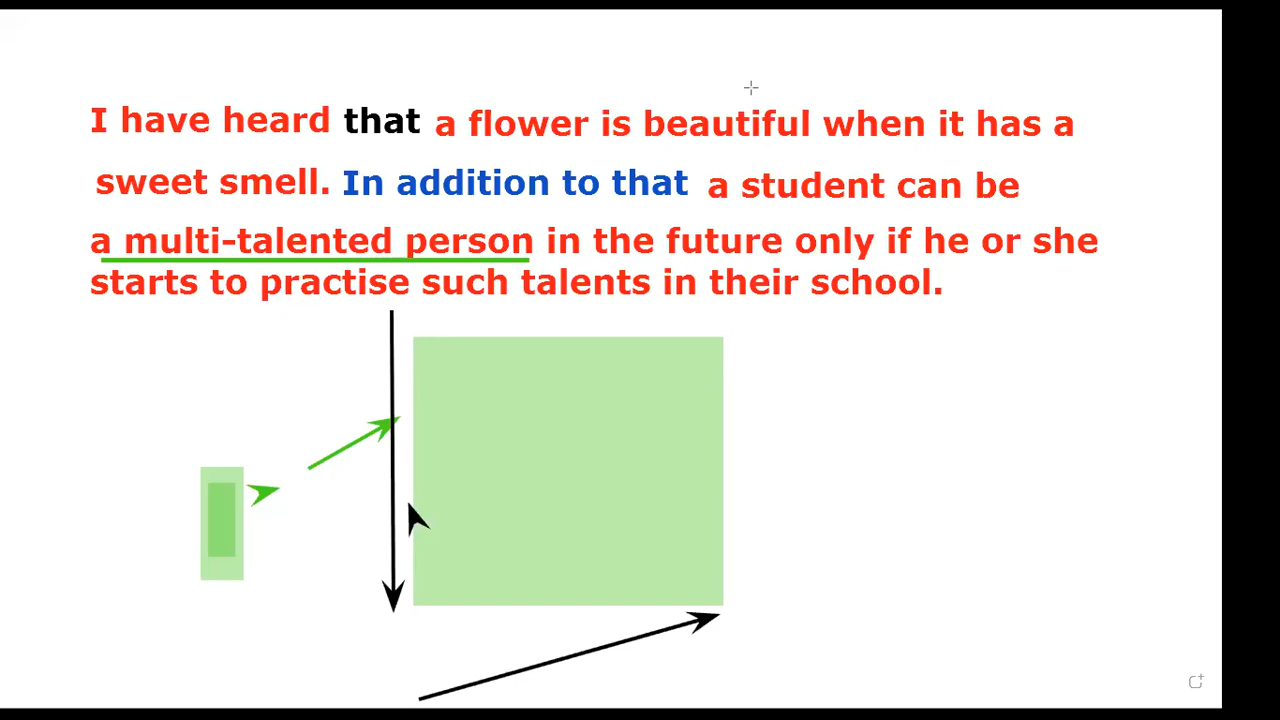 I have heard that a flower is beautiful when it has a
sweet smell. In addition to that a student can be
a multi-talented person in the future only if he or she
starts to practise such talents in their school.